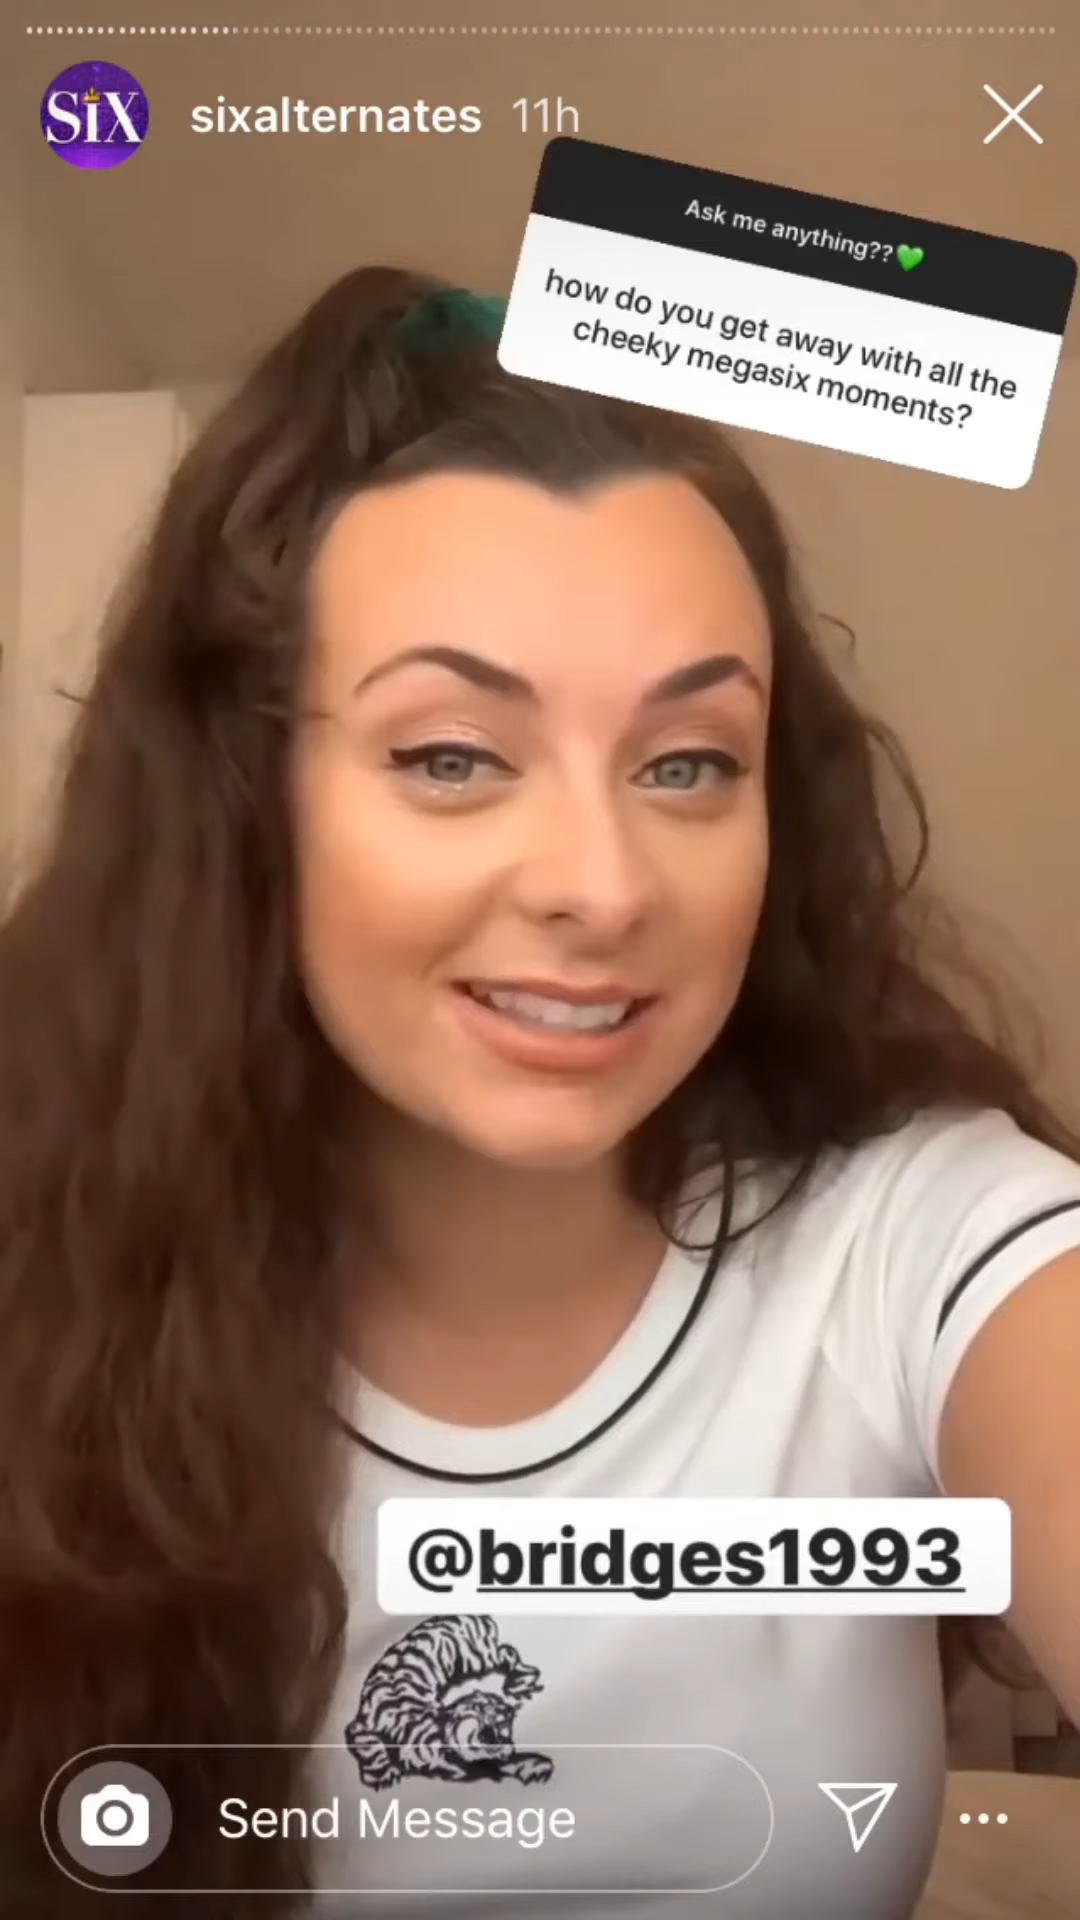 SIX
sixalternates 11h
Ask me anything??💚
how do you get away with all the
cheeky megasix moments?
@bridges1993
Send Message